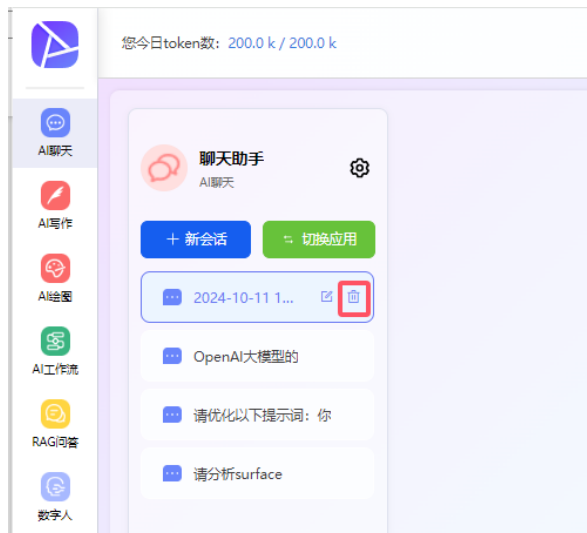 您今日token数：200.0 k / 200.0 k
AI聊天
AI写作
AI绘图
AI工作流
RAG问答
数字人
聊天助手
AI聊天
+ 新会话
切换应用
2024-10-11 1...
OpenAI大模型的
请优化以下提示词：你
请分析surface